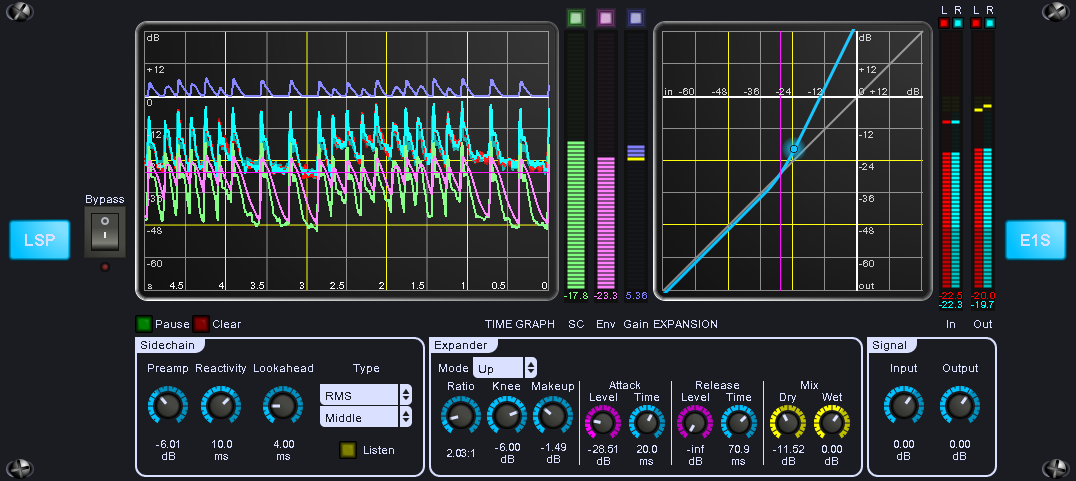 L R L R
dB
+12
0
-12
-24
-36
-48
-60
s 4.5 4 3.5 3 2.5 2 1.5 1 0.5 0
-17.8 -23.3 5.36
dB
+12
in -60 -48 -36 -24 -12 0 +12 dB
-12
-24
-36
-48
-60
out
-22.5 -20.0
-22.3 -19.7
Bypass
LSP
E1S
Pause Clear TIME GRAPH SC Env Gain EXPANSION In Out
Sidechain
Preamp Reactivity Lookahead Type
RMS
Middle
-6.01 10.0 4.00
dB ms ms
Listen
Expander
Mode Up
Ratio Knee Makeup
Attack
Level Time
Release
Level Time
Mix
Dry Wet
2.03:1 -6.00 -1.49 -28.51 20.0 -inf 70.9 -11.52 0.00
dB dB dB ms dB ms dB dB
Signal
Input Output
0.00 0.00
dB dB